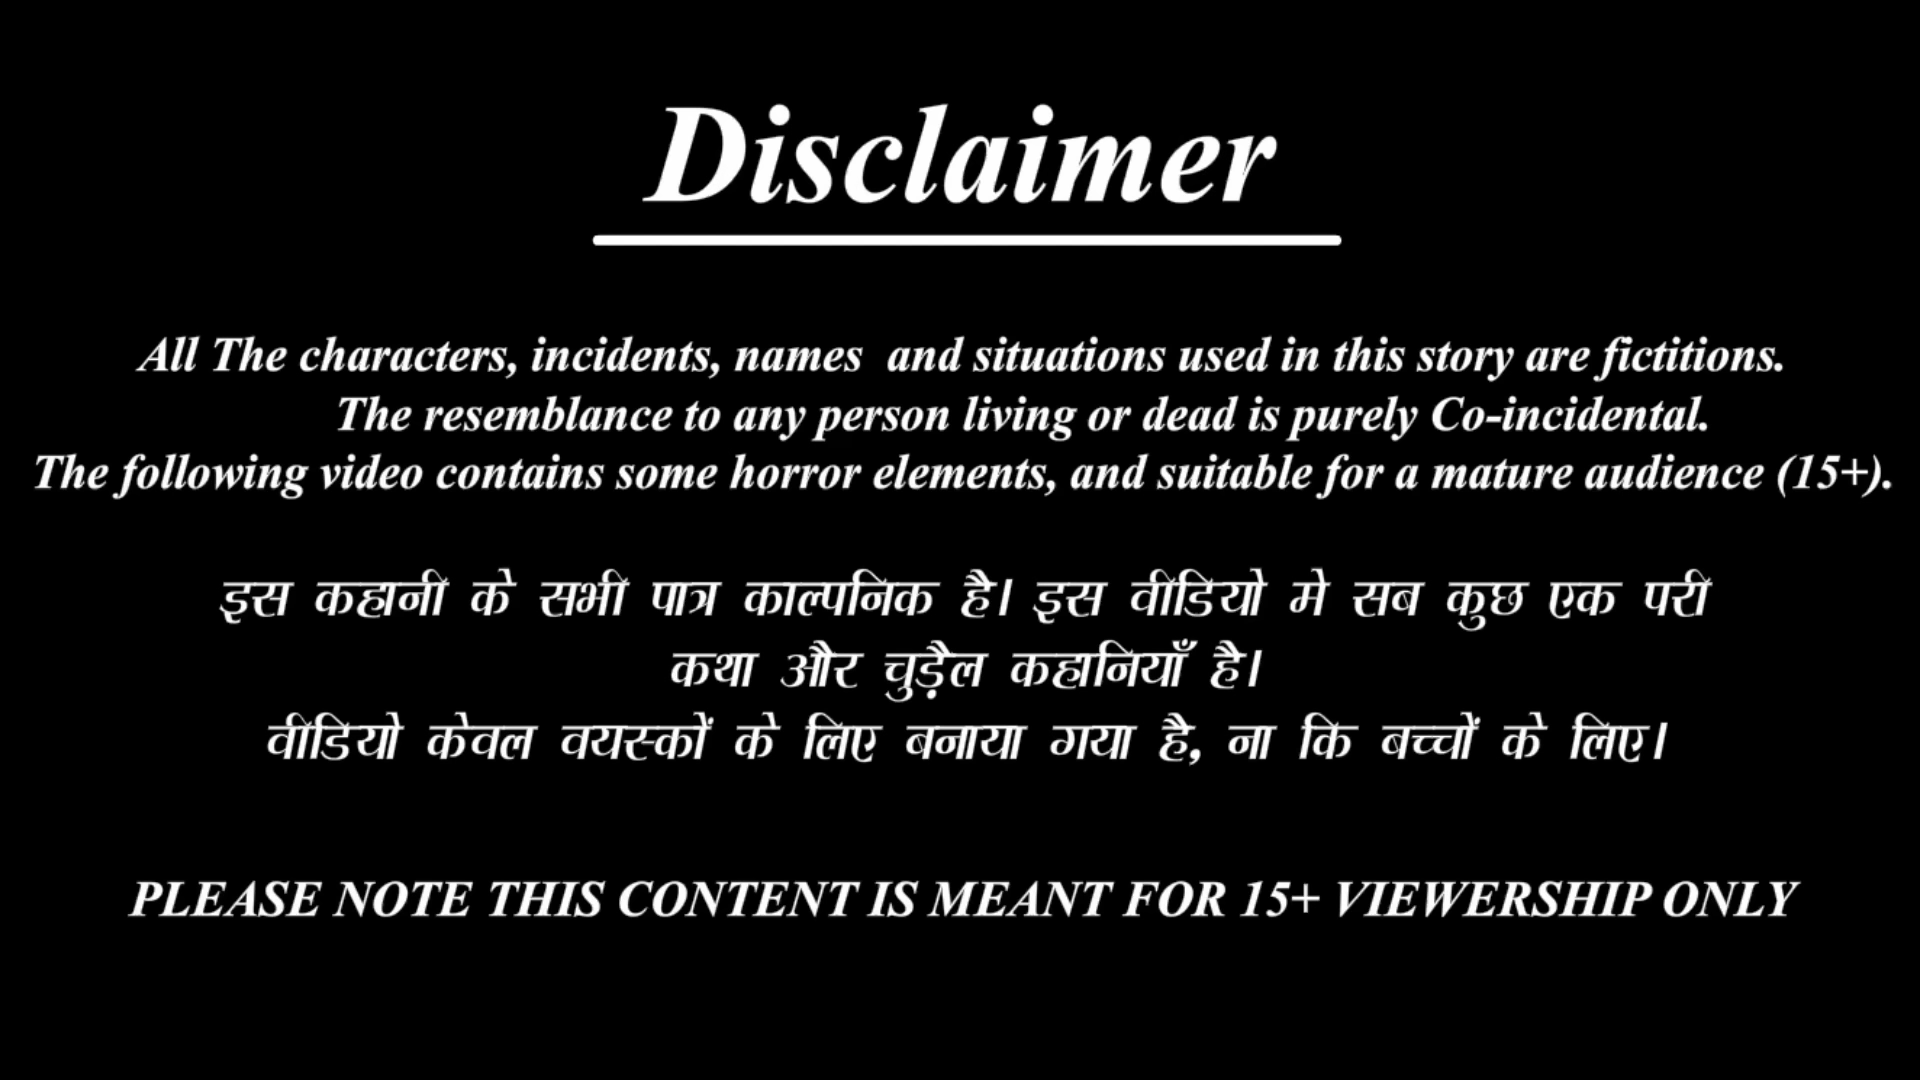 Disclaimer
All The characters, incidents, names and situations used in this story are fictitions.
The resemblance to any person living or dead is purely Co-incidental.
The following video contains some horror elements, and suitable for a mature audience (15+).
इस कहानी के सभी पात्र काल्पनिक है। इस वीडियो मे सब कुछ एक परी
कथा और चुड़ैल कहानियाँ है।
वीडियो केवल वयस्कों के लिए बनाया गया है, ना कि बच्चों के लिए।
PLEASE NOTE THIS CONTENT IS MEANT FOR 15+ VIEWERSHIP ONLY